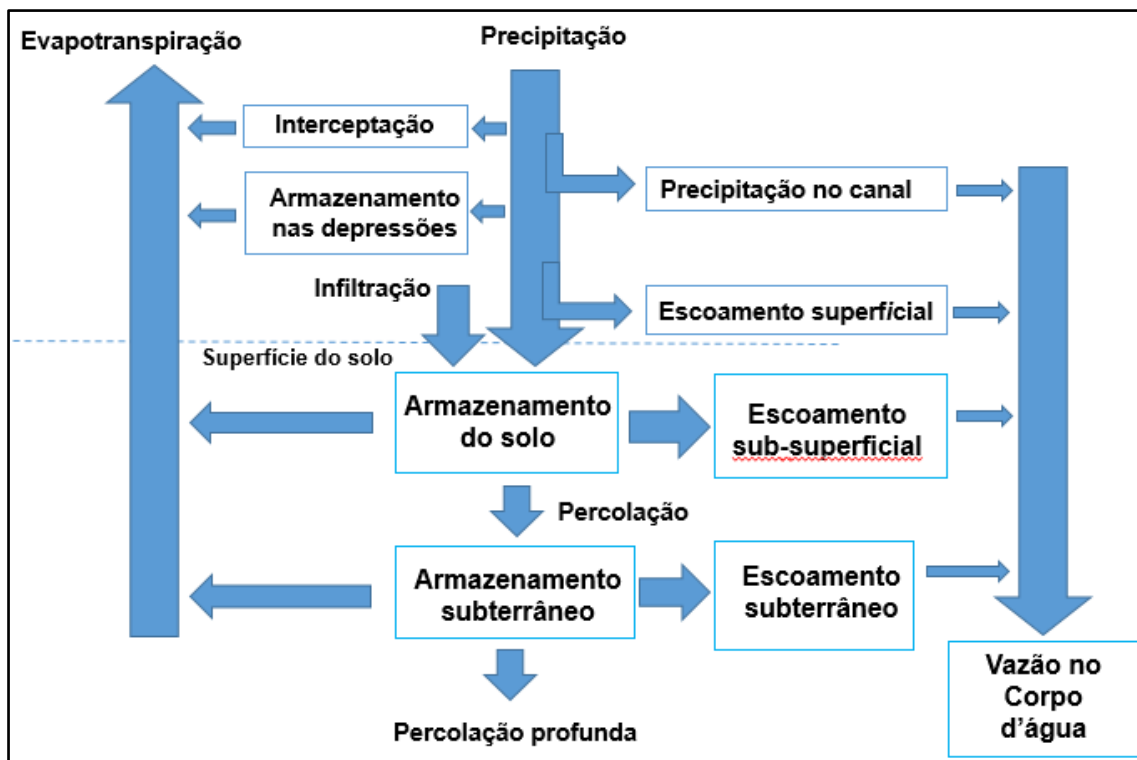 Evapotranspiração
Precipitação
Interceptação
Armazenamento
nas depressões
Precipitação no canal
Infiltração
Escoamento superficial
Superfície do solo
Armazenamento
do solo
Escoamento
sub-superficial
Percolação
Armazenamento
subterrâneo
Escoamento
subterrâneo
Percolação profunda
Vazão no
Corpo
d'água